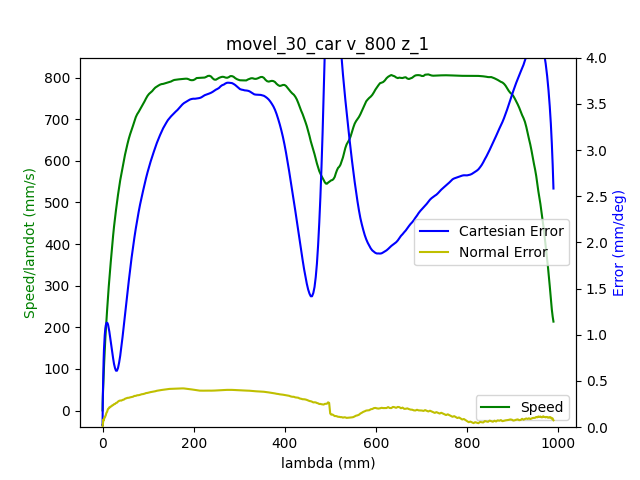 movel_30_car v_800 z_1
Speed/lamdot (mm/s)
800
700
600
500
400
300
200
100
0
4.0
3.5
3.0
2.5
2.0
1.5
1.0
0.5
0.0
Error (mm/deg)
Cartesian Error
Normal Error
Speed
0 200 400 600 800 1000
lambda (mm)